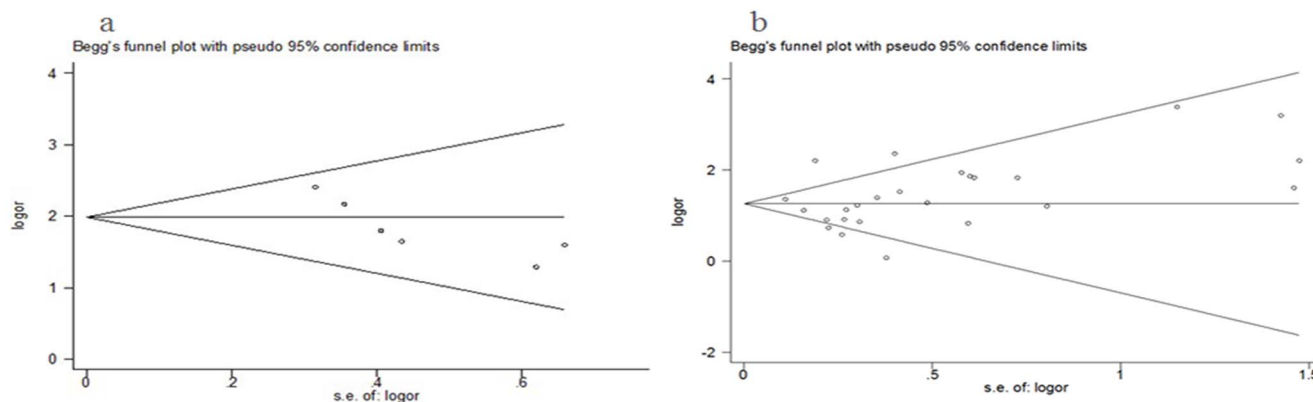 a
Begg's funnel plot with pseudo 95% confidence limits
4
3
2
1
0
logor
0
.2
.4
.6
s.e. of: logor
b
Begg's funnel plot with pseudo 95% confidence limits
4
2
0
-2
logor
0
.5
1
1.5
s.e. of: logor